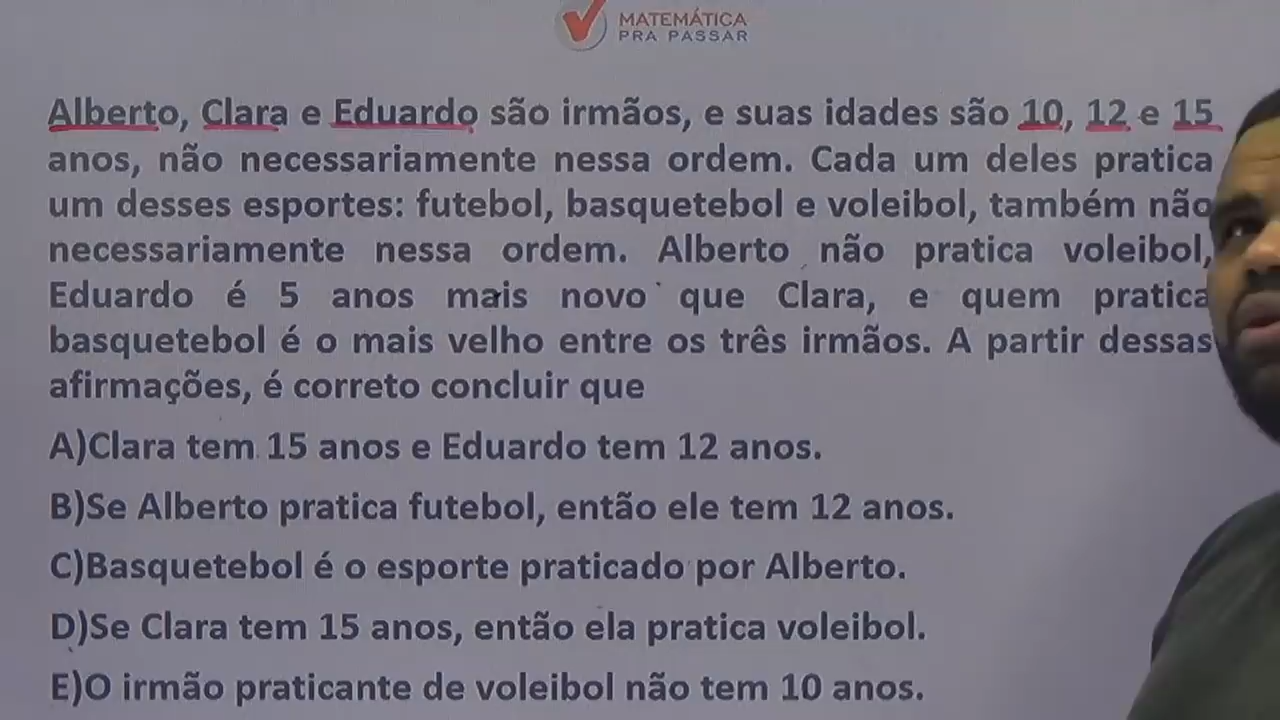 MATEMÁTICA
PRA PASSAR
Alberto, Clara e Eduardo são irmãos, e suas idades são 10, 12 e 15
anos, não necessariamente nessa ordem. Cada um deles pratica
um desses esportes: futebol, basquetebol e voleibol, também não
necessariamente nessa ordem. Alberto não pratica voleibol,
Eduardo é 5 anos mais novo que Clara, e quem pratica
basquetebol é o mais velho entre os três irmãos. A partir dessas
afirmações, é correto concluir que
A)Clara tem 15 anos e Eduardo tem 12 anos.
B)Se Alberto pratica futebol, então ele tem 12 anos.
C)Basquetebol é o esporte praticado por Alberto.
D)Se Clara tem 15 anos, então ela pratica voleibol.
E)O irmão praticante de voleibol não tem 10 anos.